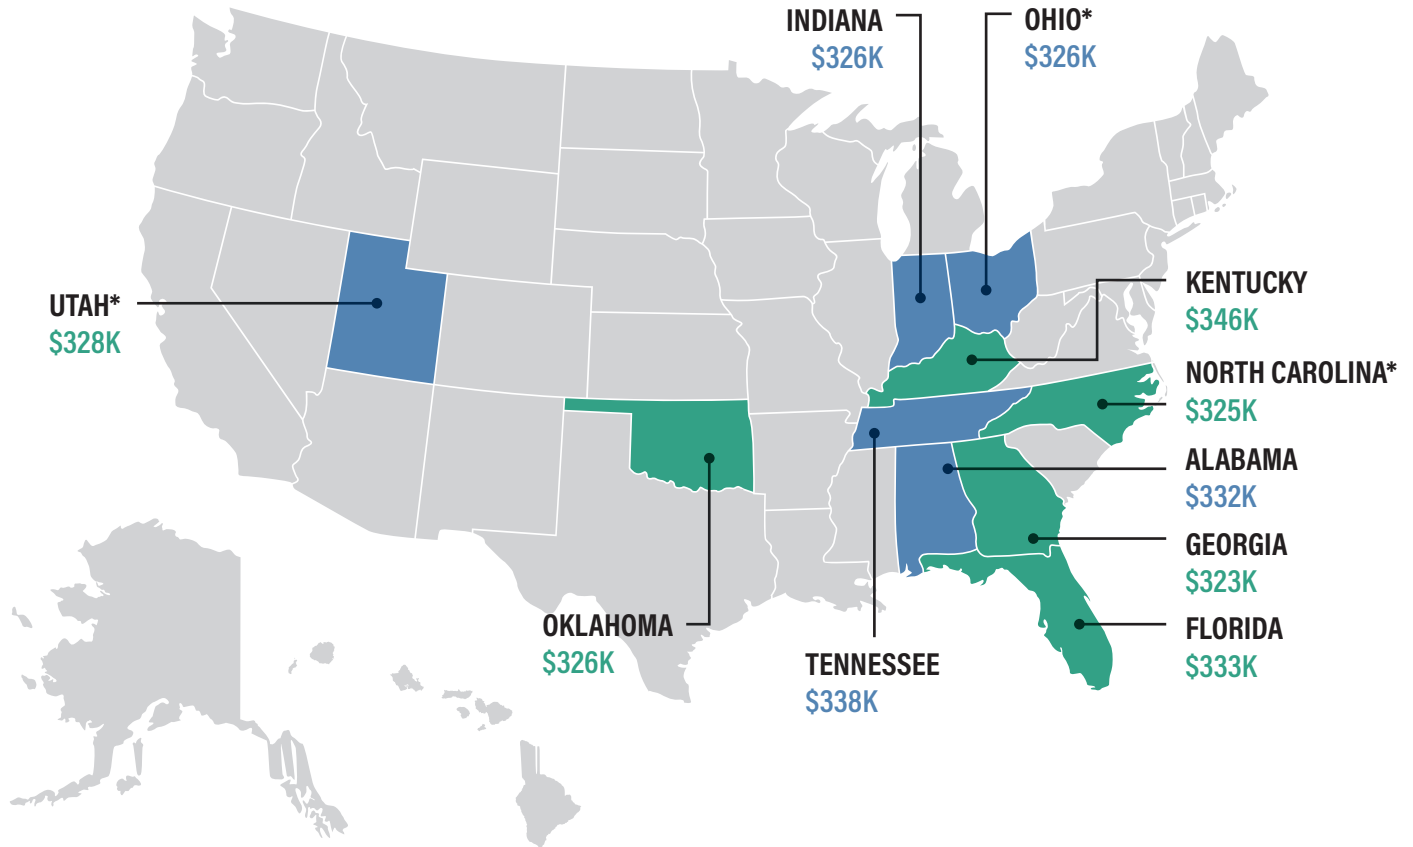 INDIANA
$326K
OHIO*
$326K
UTAH*
$328K
KENTUCKY
$346K
NORTH CAROLINA*
$325K
ALABAMA
$332K
GEORGIA
$323K
FLORIDA
$333K
OKLAHOMA
$326K
TENNESSEE
$338K